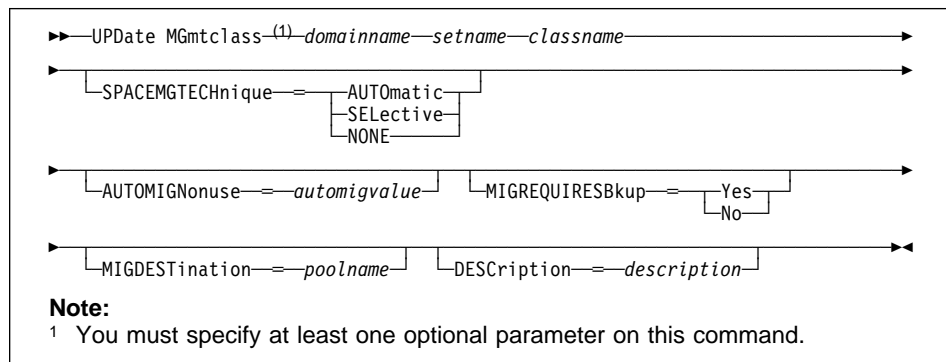 UPDate MGmtclass (1) domainname setname classname
SPACEMGTECHnique = AUTOmatic
SELective
NONE
AUTOMIGNonuse = automigvalue MIGREQUIRESBkup = Yes
No
MIGDESTination = poolname DESCription = description
Note:
1 You must specify at least one optional parameter on this command.